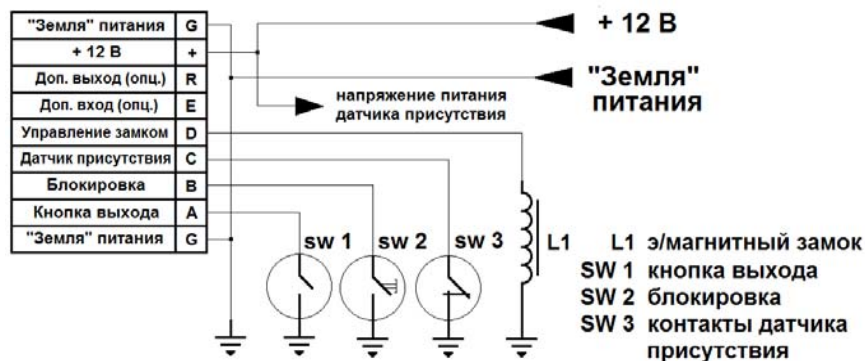 "Земля" питания G
+ 12 В +
Доп. выход (опц.) R
Доп. вход (опц.) E
Управление замком D
Датчик присутствия C
Блокировка B
Кнопка выхода A
"Земля" питания G
+ 12 В
"Земля"
питания
напряжение питания
датчика присутствия
sw 1
sw 2
sw 3
L1
L1 э/магнитный замок
SW 1 кнопка выхода
SW 2 блокировка
SW 3 контакты датчика
присутствия